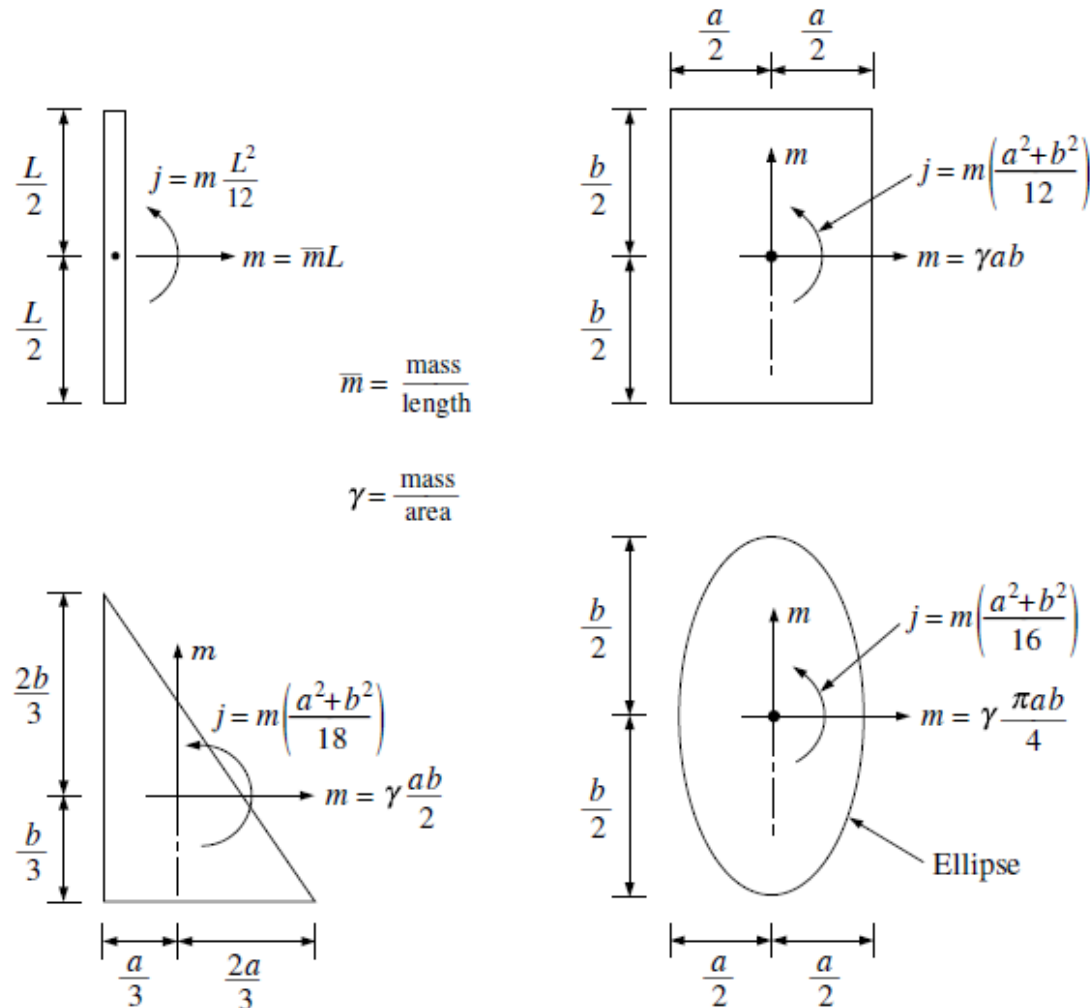 L/2
L/2
j = m L²/12
m = m̅L
a/2 a/2
b/2
b/2
m
j = m(a²+b²/12)
m = γab
m̅ = mass/length
γ = mass/area
2b/3
b/3
m
j = m(a²+b²/18)
m = γ ab/2
a/3 2a/3
b/2
b/2
m
j = m(a²+b²/16)
m = γ πab/4
Ellipse
a/2 a/2